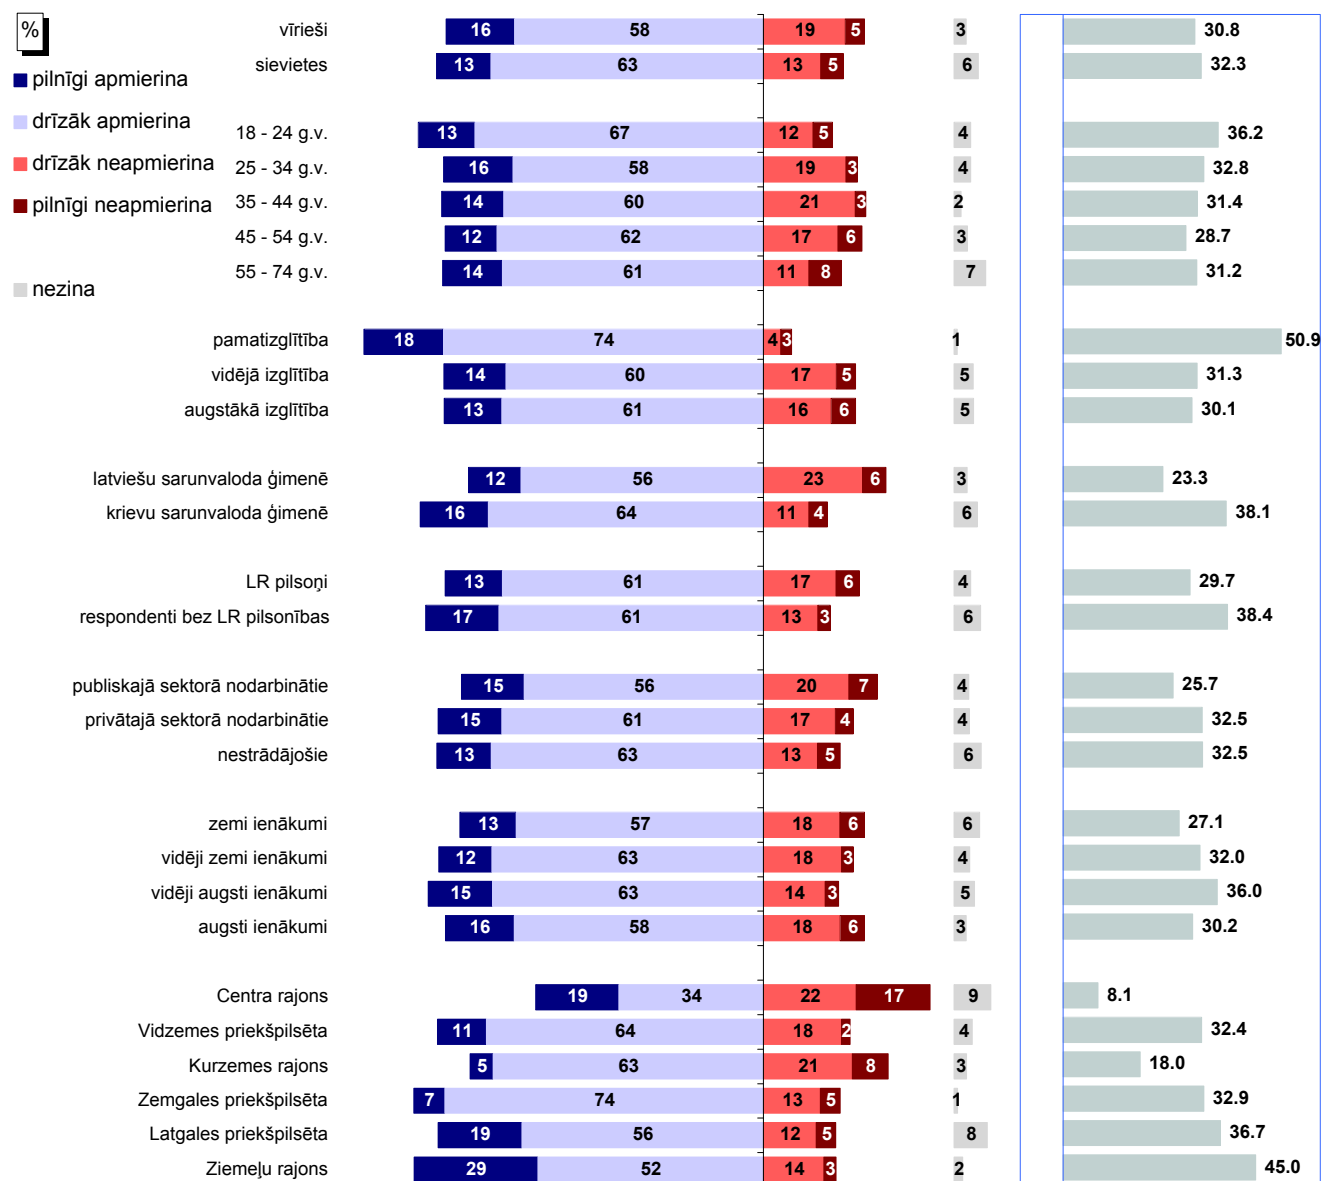 %
pilnīgi apmierina
drīzāk apmierina
drīzāk neapmierina
pilnīgi neapmierina
nezina
vīrieši 16 58 19 5 3 30.8
sievietes 13 63 13 5 6 32.3
18 - 24 g.v. 13 67 12 5 4 36.2
25 - 34 g.v. 16 58 19 3 4 32.8
35 - 44 g.v. 14 60 21 3 2 31.4
45 - 54 g.v. 12 62 17 6 3 28.7
55 - 74 g.v. 14 61 11 8 7 31.2
pamatizglītība 18 74 4 3 1 50.9
vidējā izglītība 14 60 17 5 5 31.3
augstākā izglītība 13 61 16 6 5 30.1
latviešu sarunvaloda ģimenē 12 56 23 6 3 23.3
krievu sarunvaloda ģimenē 16 64 11 4 6 38.1
LR pilsoņi 13 61 17 6 4 29.7
respondenti bez LR pilsonības 17 61 13 3 6 38.4
publiskajā sektorā nodarbinātie 15 56 20 7 4 25.7
privātajā sektorā nodarbinātie 15 61 17 4 4 32.5
nestrādājošie 13 63 13 5 6 32.5
zemi ienākumi 13 57 18 6 6 27.1
vidēji zemi ienākumi 12 63 18 3 4 32.0
vidēji augsti ienākumi 15 63 14 3 5 36.0
augsti ienākumi 16 58 18 6 3 30.2
Centra rajons 19 34 22 17 9 8.1
Vidzemes priekšpilsēta 11 64 18 2 4 32.4
Kurzemes rajons 5 63 21 8 3 18.0
Zemgales priekšpilsēta 7 74 13 5 1 32.9
Latgales priekšpilsēta 19 56 12 5 8 36.7
Ziemeļu rajons 29 52 14 3 2 45.0